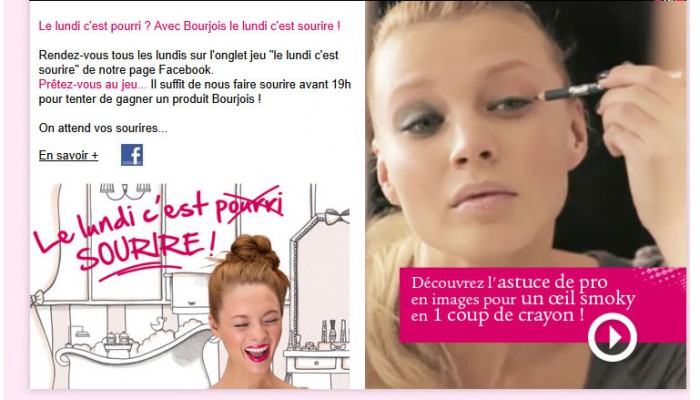 Le lundi c'est pourri ? Avec Bourjois le lundi c'est sourire !
Rendez-vous tous les lundis sur l'onglet jeu "le lundi c'est
sourire" de notre page Facebook.
Prêtez-vous au jeu... Il suffit de nous faire sourire avant 19h
pour tenter de gagner un produit Bourjois !
On attend vos sourires...
En savoir +
f
Le lundi c'est pourri
SOURIRE !
Découvrez l'astuce de pro
en images pour un œil smoky
en 1 coup de crayon !